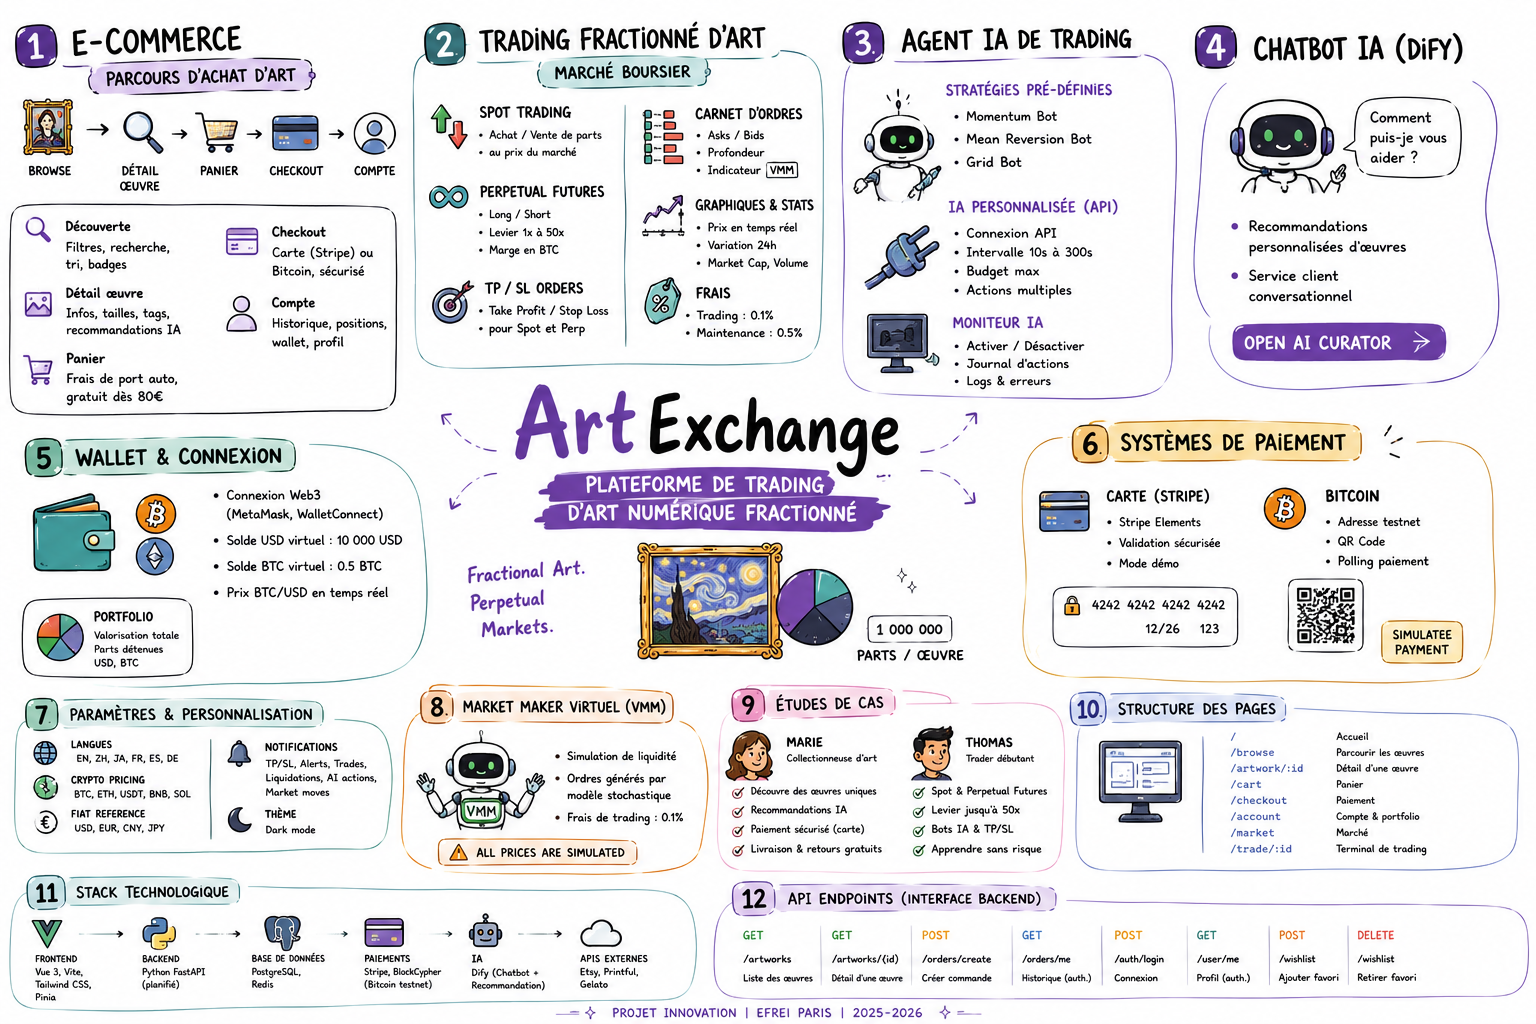 1 E-COMMERCE
PARCOURS D'ACHAT D'ART
BROWSE
DÉTAIL
ŒUVRE
PANIER
CHECKOUT
COMPTE
Découverte
Filtres, recherche,
tri, badges
Détail œuvre
Infos, tailles, tags,
recommandations IA
Panier
Frais de port auto,
gratuit dès 80€
Checkout
Carte (Stripe) ou
Bitcoin, sécurisé
Compte
Historique, positions,
wallet, profil
2. TRADING FRACTIONNÉ D'ART
MARCHÉ BOURSIER
SPOT TRADING
• Achat / Vente de parts
• au prix du marché
PERPETUAL FUTURES
• Long / Short
• Levier 1x à 50x
• Marge en BTC
TP / SL ORDERS
• Take Profit / Stop Loss
• pour Spot et Perp
CARNET D'ORDRES
• Asks / Bids
• Profondeur
• Indicateur VMM
GRAPHIQUES & STATS
• Prix en temps réel
• Variation 24h
• Market Cap, Volume
FRAIS
• Trading : 0.1%
• Maintenance : 0.5%
3. AGENT IA DE TRADING
STRATÉGIES PRÉ-DÉFINIES
• Momentum Bot
• Mean Reversion Bot
• Grid Bot
IA PERSONNALISÉE (API)
• Connexion API
• Intervalle 10s à 300s
• Budget max
• Actions multiples
MONITEUR IA
• Activer / Désactiver
• Journal d'actions
• Logs & erreurs
4 CHATBOT IA (DiFY)
Comment
puis-je vous
aider ?
• Recommandations
personnalisées d'œuvres
• Service client
conversationnel
OPEN AI CURATOR
Art Exchange
PLATEFORME DE TRADING
D'ART NUMÉRIQUE FRACTIONNÉ
Fractional Art.
Perpetual
Markets.
1 000 000
PARTS / ŒUVRE
5 WALLET & CONNEXION
• Connexion Web3
(MetaMask, WalletConnect)
• Solde USD virtuel : 10 000 USD
• Solde BTC virtuel : 0.5 BTC
• Prix BTC/USD en temps réel
PORTFOLIO
Valorisation totale
Parts détenues
USD, BTC
6. SYSTÈMES DE PAIEMENT
CARTE (STRIPE)
• Stripe Elements
• Validation sécurisée
• Mode démo
4242 4242 4242 4242
12/26 123
BITCOIN
• Adresse testnet
• QR Code
• Polling paiement
SIMULATEE
PAYMENT
7 PARAMÈTRES & PERSONNALISATION
LANGUES
EN, ZH, JA, FR, ES, DE
CRYPTO PRICING
BTC, ETH, USDT, BNB, SOL
€ FIAT REFERENCE
USD, EUR, CNY, JPY
NOTIFICATIONS
TP/SL, Alerts, Trades,
Liquidations, AI actions,
Market moves
THÈME
Dark mode
8. MARKET MAKER VIRTUEL (VMM)
VMM
• Simulation de liquidité
• Ordres générés par
modèle stochastique
• Frais de trading : 0.1%
ALL PRICES ARE SIMULATED
9 ÉTUDES DE CAS
MARIE
Collectionneuse d'art
Découvre des œuvres uniques
Recommandations IA
Paiement sécurisé (carte)
Livraison & retours gratuits
THOMAS
Trader débutant
Spot & Perpetual Futures
Levier jusqu'à 50x
Bots IA & TP/SL
Apprendre sans risque
10. STRUCTURE DES PAGES
/ Accueil
/browse Parcourir les œuvres
/artwork/:id Détail d'une œuvre
/cart Panier
/checkout Paiement
/account Compte & portfolio
/market Marché
/trade/:id Terminal de trading
11 STACK TECHNOLOGIQUE
FRONTEND
Vue 3, Vite,
Tailwind CSS,
Pinia
BACKEND
Python FastAPI
(planifié)
BASE DE DONNÉES
PostgreSQL,
Redis
PAIEMENTS
Stripe, BlockCypher
(Bitcoin testnet)
IA
Dify (Chatbot +
Recommandation)
APIS EXTERNES
Etsy, Printful,
Gelato
12 API ENDPOINTS (INTERFACE BACKEND)
GET
/artworks
Liste des œuvres
GET
/artworks/{id)
Détail d'une œuvre
POST
/orders/create
Créer commande
GET
/orders/me
Historique (auth.)
POST
/auth/login
Connexion
GET
/user/me
Profil (auth.)
POST
/wishlist
Ajouter favori
DELETE
/wishlist
Retirer favori
PROJET INNOVATION | EFREI PARIS | 2025-2026